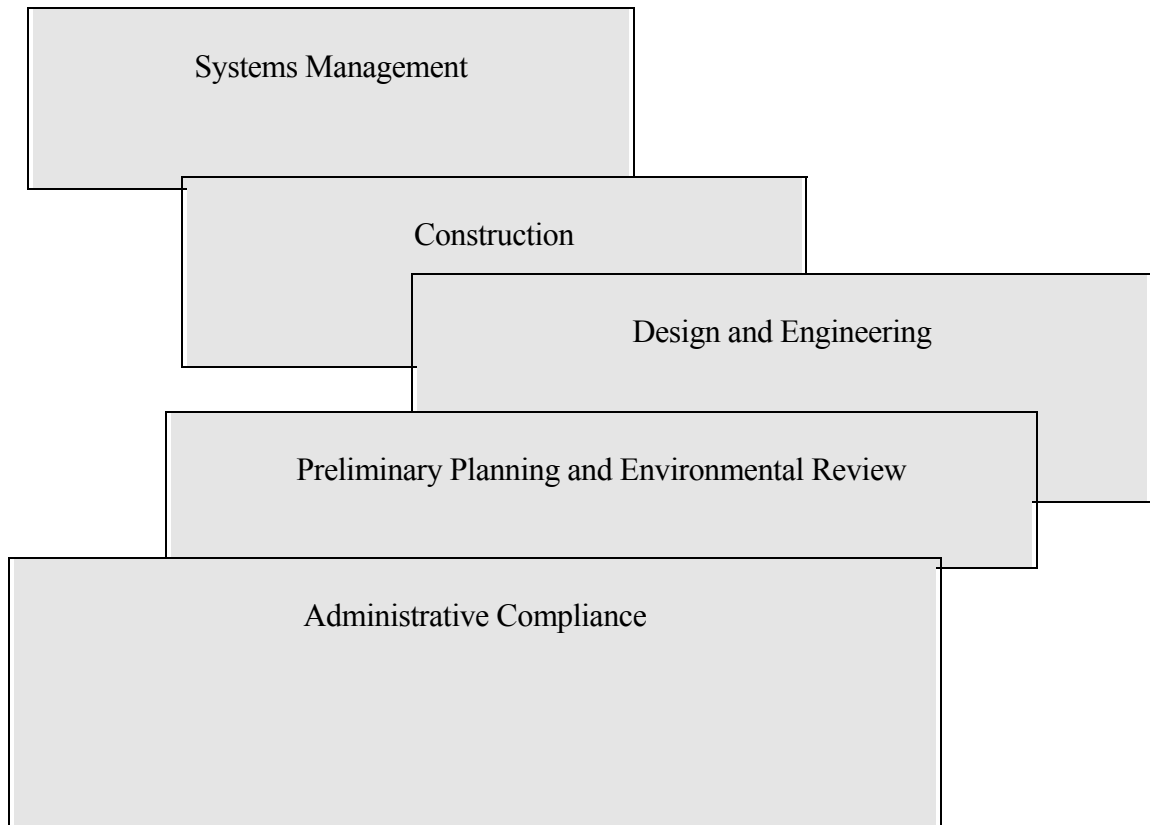 Systems Management
Construction
Design and Engineering
Preliminary Planning and Environmental Review
Administrative Compliance